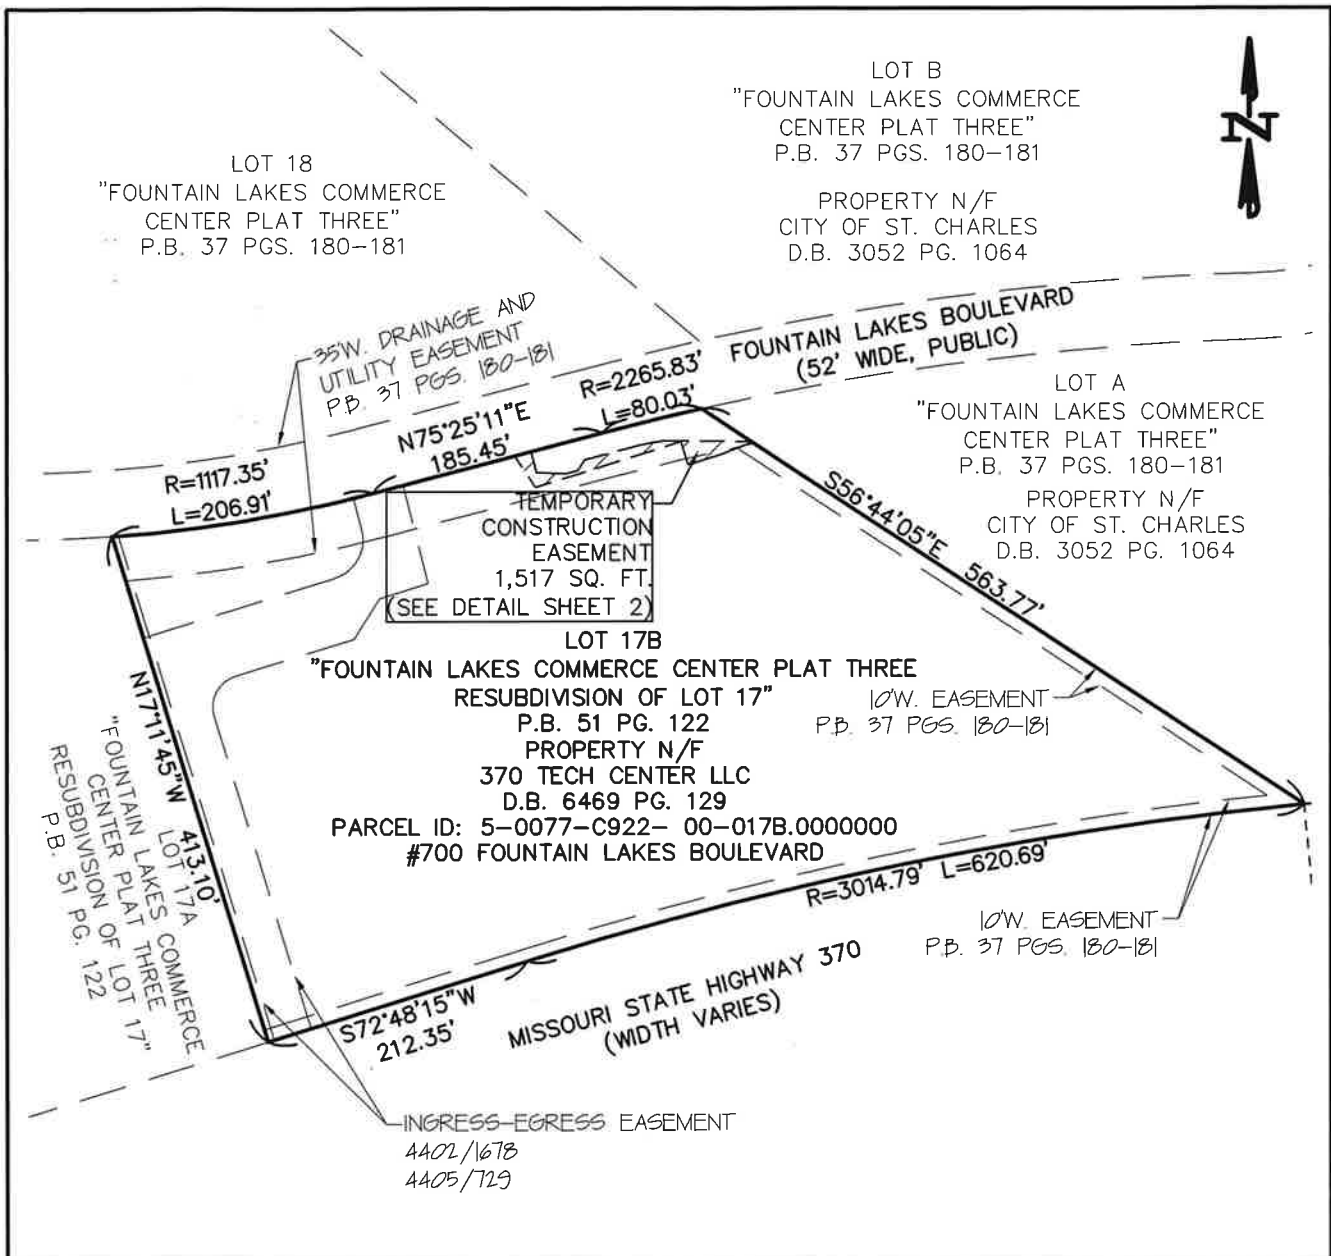 LOT B
"FOUNTAIN LAKES COMMERCE
CENTER PLAT THREE"
P.B. 37 PGS. 180-181
PROPERTY N/F
CITY OF ST. CHARLES
D.B. 3052 PG. 1064
N
LOT 18
"FOUNTAIN LAKES COMMERCE
CENTER PLAT THREE"
P.B. 37 PGS. 180-181
35'W. DRAINAGE AND
UTILITY EASEMENT
P.B. 37 PGS. 180-181
FOUNTAIN LAKES BOULEVARD
(52' WIDE, PUBLIC)
R=2265.83'
L=80.03'
N75°25'11"E
185.45'
R=1117.35'
L=206.91'
LOT A
"FOUNTAIN LAKES COMMERCE
CENTER PLAT THREE"
P.B. 37 PGS. 180-181
PROPERTY N/F
CITY OF ST. CHARLES
D.B. 3052 PG. 1064
S56°44'05"E 563.77'
TEMPORARY
CONSTRUCTION
EASEMENT
1,517 SQ. FT.
(SEE DETAIL SHEET 2)
LOT 17B
"FOUNTAIN LAKES COMMERCE CENTER PLAT THREE
RESUBDIVISION OF LOT 17"
P.B. 51 PG. 122
PROPERTY N/F
370 TECH CENTER LLC
D.B. 6469 PG. 129
PARCEL ID: 5-0077-C922- 00-017B.0000000
#700 FOUNTAIN LAKES BOULEVARD
10'W. EASEMENT
P.B. 37 PGS. 180-181
N17°11'45"W 413.10'
LOT 17A
"FOUNTAIN LAKES COMMERCE
CENTER PLAT THREE
RESUBDIVISION OF LOT 17"
P.B. 51 PG. 122
R=3014.79' L=620.69'
10'W. EASEMENT
P.B. 37 PGS. 180-181
S72°48'15"W
212.35'
MISSOURI STATE HIGHWAY 370
(WIDTH VARIES)
INGRESS-EGRESS EASEMENT
4402/1678
4405/729